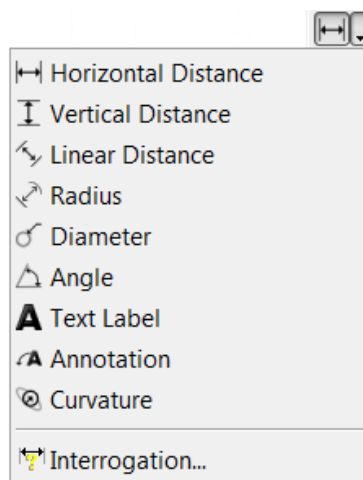 Horizontal Distance
Vertical Distance
Linear Distance
Radius
Diameter
Angle
Text Label
Annotation
Curvature
Interrogation...